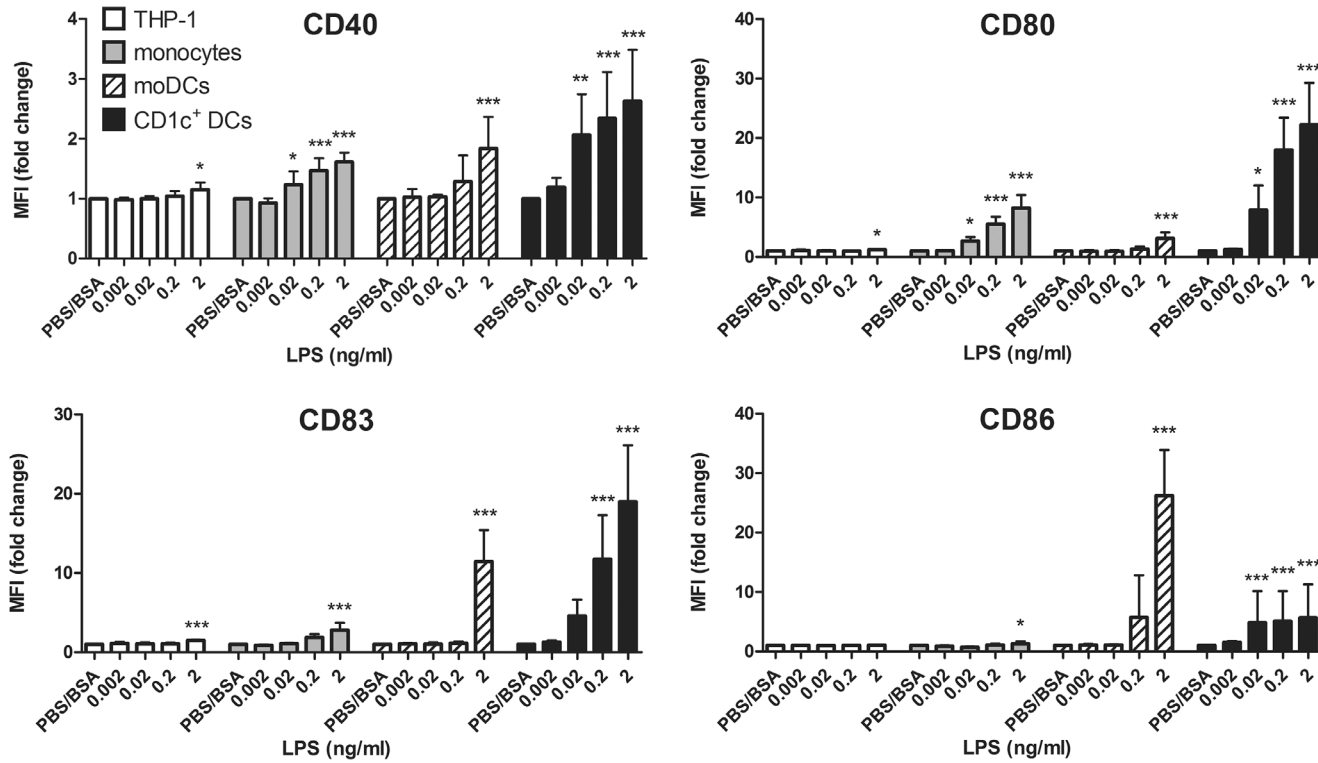 CD40
THP-1
monocytes
moDCs
CD1c+ DCs
MFI (fold change)
4
3
2
1
0
* * *** *** *** ** *** ***
PBS/BSA 0.002 0.02 0.2 2 PBS/BSA 0.002 0.02 0.2 2 PBS/BSA 0.002 0.02 0.2 2 PBS/BSA 0.002 0.02 0.2 2
LPS (ng/ml)
CD80
MFI (fold change)
40
30
20
10
0
* * *** *** *** * *** ***
PBS/BSA 0.002 0.02 0.2 2 PBS/BSA 0.002 0.02 0.2 2 PBS/BSA 0.002 0.02 0.2 2 PBS/BSA 0.002 0.02 0.2 2
LPS (ng/ml)
CD83
MFI (fold change)
30
20
10
0
*** *** *** *** ***
PBS/BSA 0.002 0.02 0.2 2 PBS/BSA 0.002 0.02 0.2 2 PBS/BSA 0.002 0.02 0.2 2 PBS/BSA 0.002 0.02 0.2 2
LPS (ng/ml)
CD86
MFI (fold change)
40
30
20
10
0
* *** *** *** ***
PBS/BSA 0.002 0.02 0.2 2 PBS/BSA 0.002 0.02 0.2 2 PBS/BSA 0.002 0.02 0.2 2 PBS/BSA 0.002 0.02 0.2 2
LPS (ng/ml)